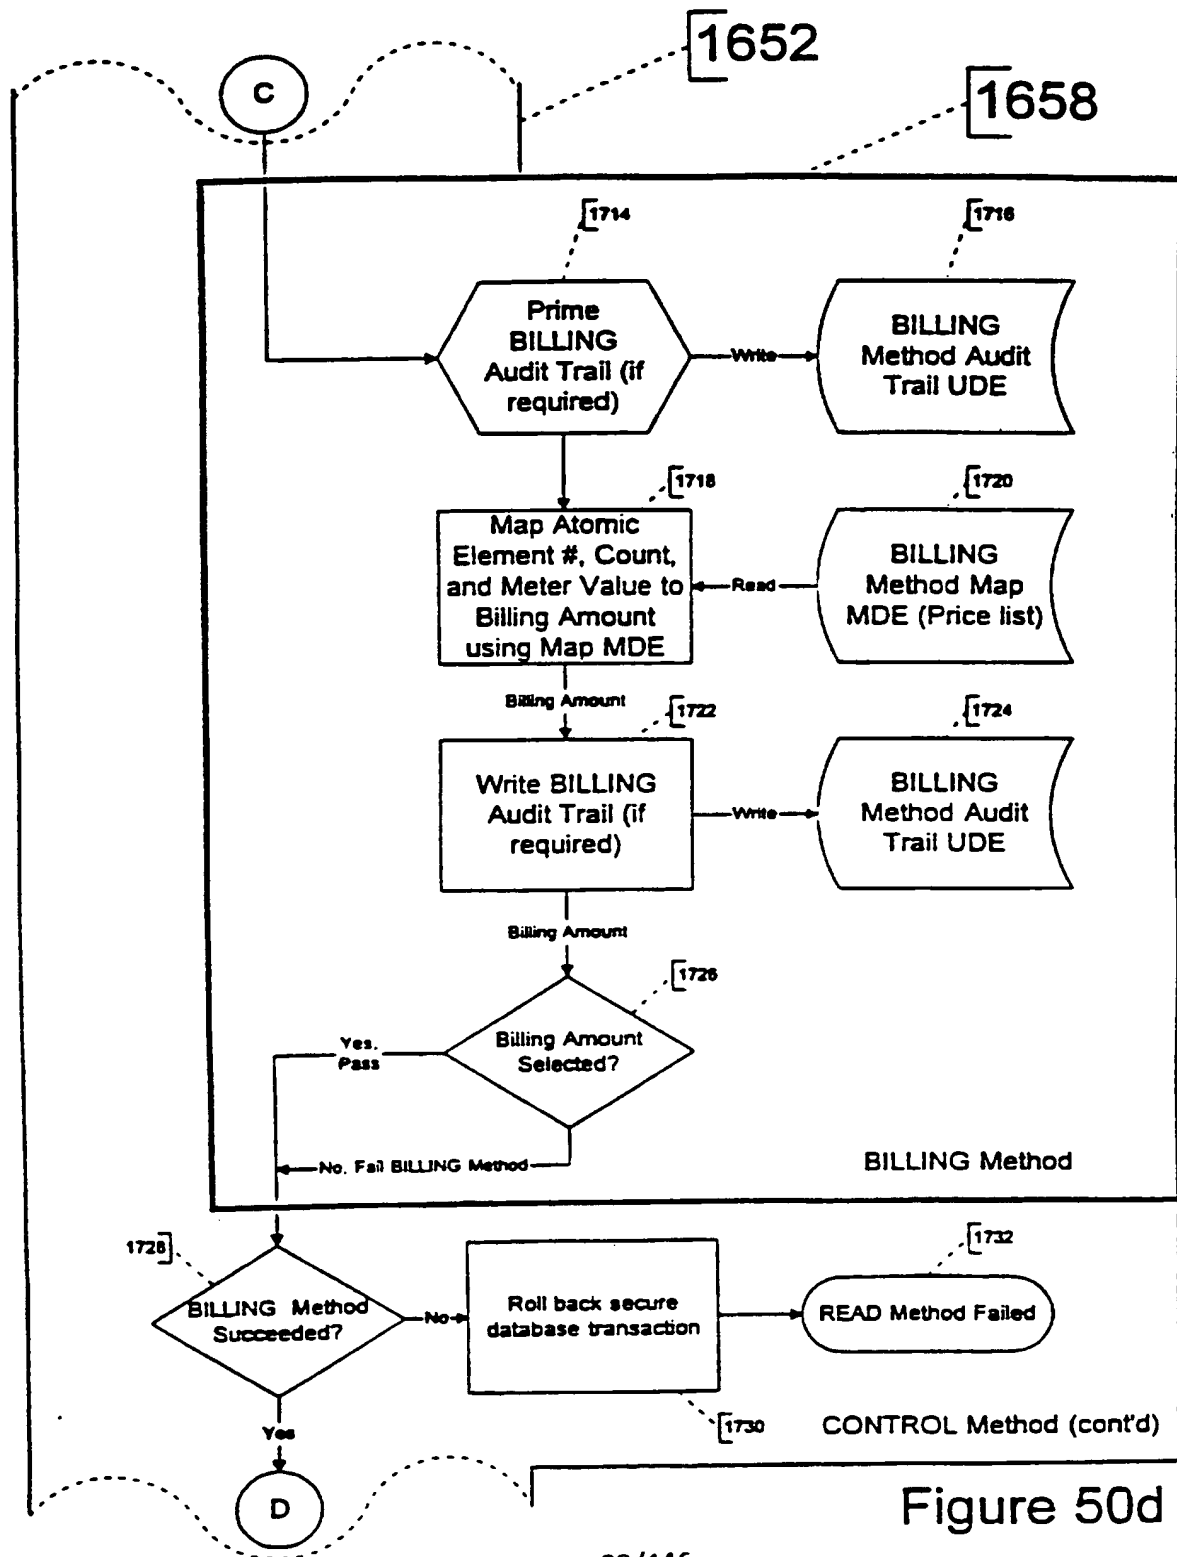 1652
C
1658
1714
1716
Prime
BILLING
Audit Trail (if
required)
Write
BILLING
Method Audit
Trail UDE
1718
1720
Map Atomic
Element #, Count,
and Meter Value to
Billing Amount
using Map MDE
Read
BILLING
Method Map
MDE (Price list)
Billing Amount
1722
1724
Write BILLING
Audit Trail (if
required)
Write
BILLING
Method Audit
Trail UDE
Billing Amount
1726
Billing Amount
Selected?
Yes,
Pass
No, Fail BILLING Method
BILLING Method
1728
1732
BILLING Method
Succeeded?
No
Roll back secure
database transaction
READ Method Failed
1730
CONTROL Method (cont'd)
Yes
D
Figure 50d